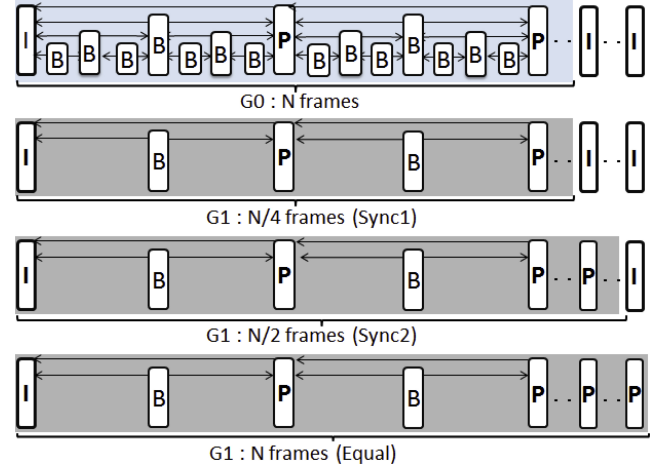 I B B B B B B B P B B B B B B B P . . I . . I
G0 : N frames
I B P B P . . I . . I
G1 : N/4 frames (Sync1)
I B P B P . . P . . I
G1 : N/2 frames (Sync2)
I B P B P . . P . . P
G1 : N frames (Equal)